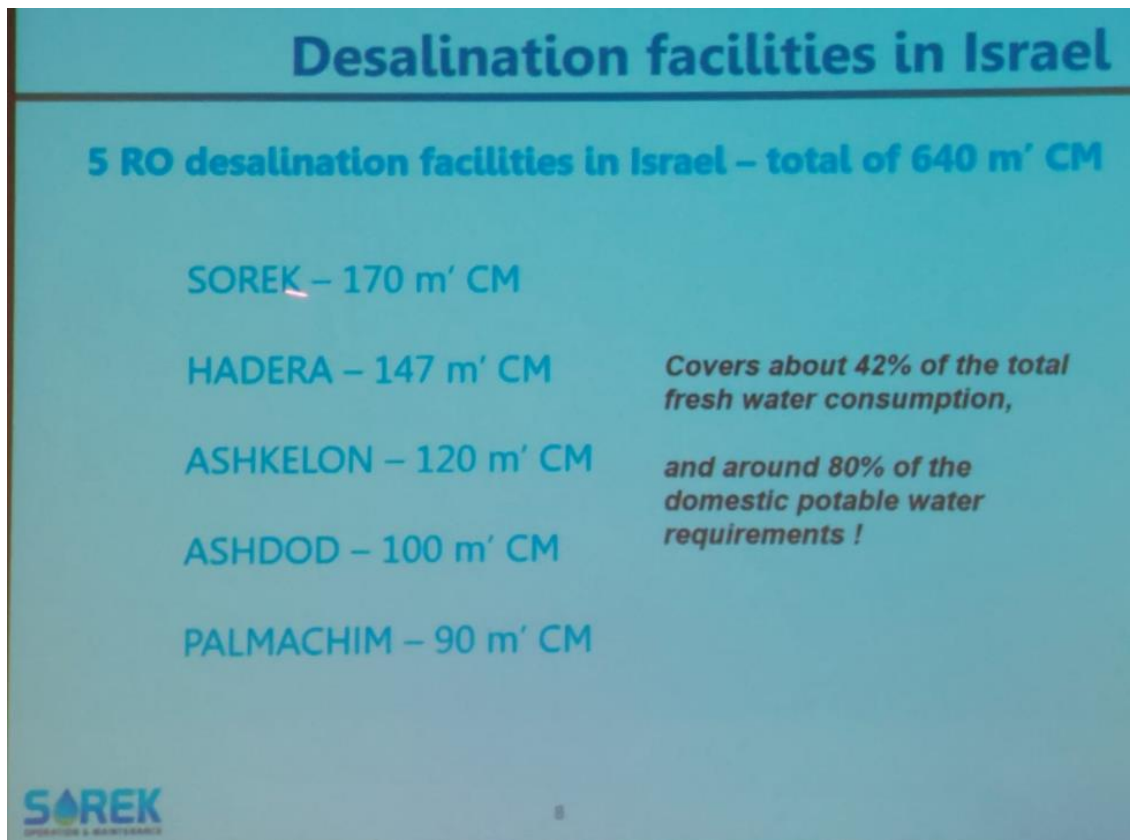 Desalination facilities in Israel
5 RO desalination facilities in Israel – total of 640 m' CM
SOREK – 170 m' CM
HADERA – 147 m' CM
ASHKELON – 120 m' CM
ASHDOD – 100 m' CM
PALMACHIM – 90 m' CM
Covers about 42% of the total
fresh water consumption,
and around 80% of the
domestic potable water
requirements !
SOREK
OPERATION & MAINTENANCE
8